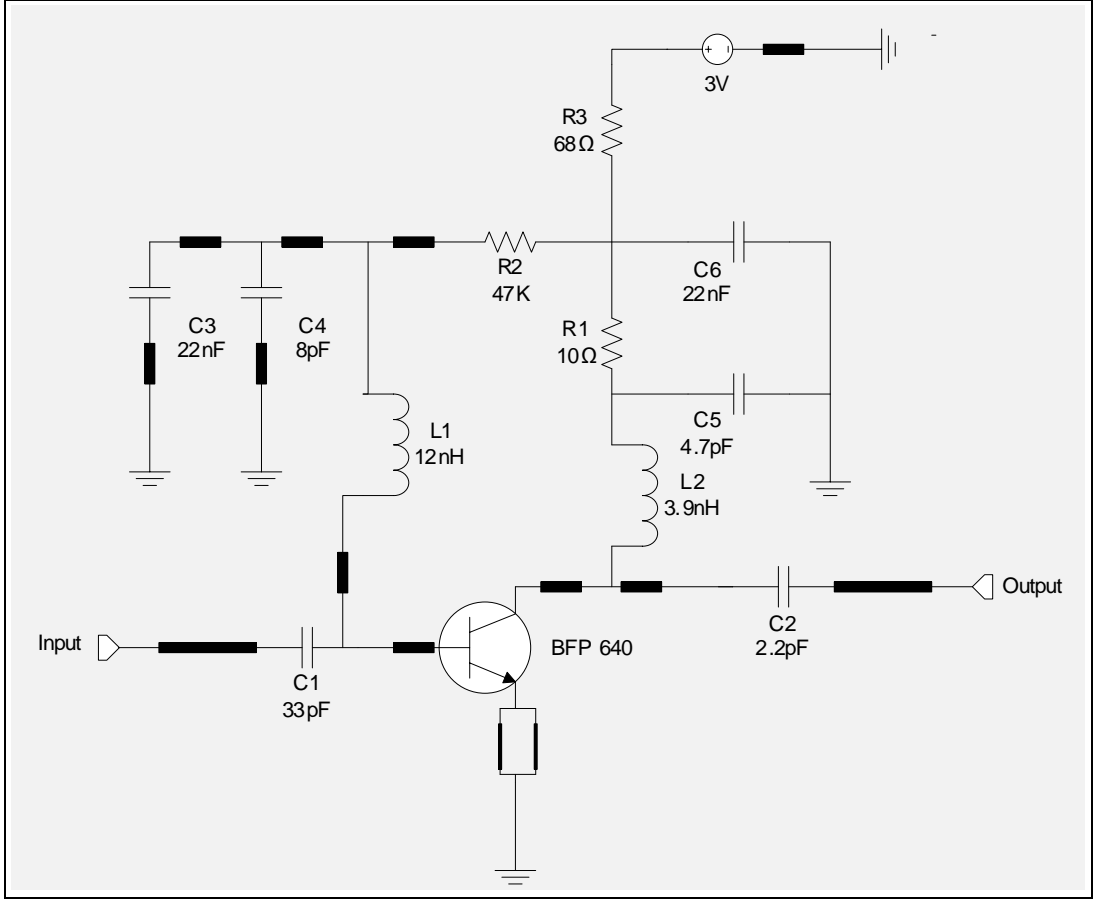 3V
R3
68Ω
R2
47K
C6
22nF
C3
22nF
C4
8pF
R1
10Ω
C5
4.7pF
L1
12nH
L2
3.9nH
Output
Input
C1
33pF
BFP 640
C2
2.2pF